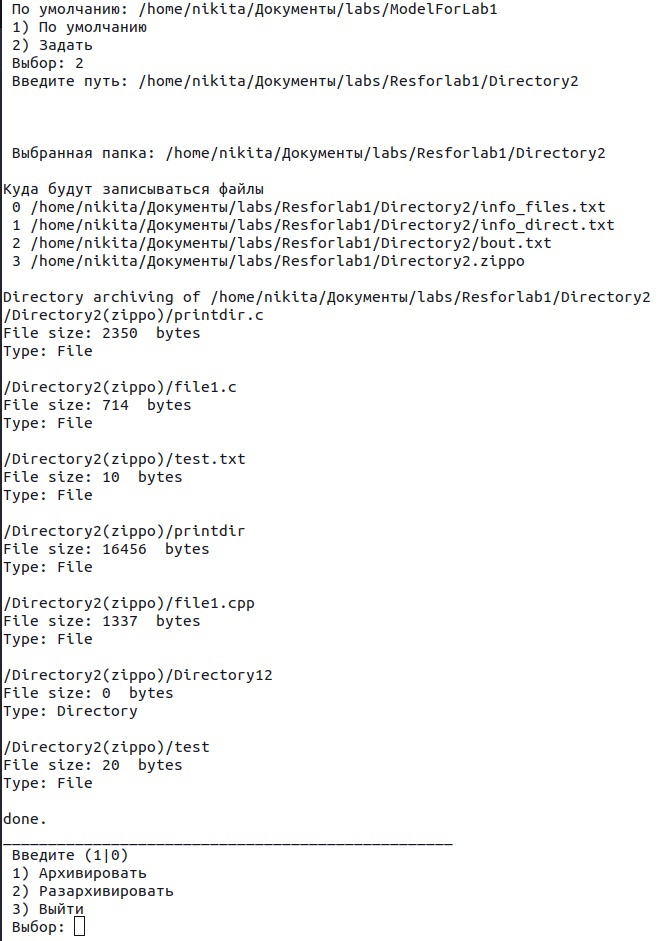 По умолчанию: /home/nikita/Документы/labs/ModelForLab1
1) По умолчанию
2) Задать
Выбор: 2
Введите путь: /home/nikita/Документы/labs/Resforlab1/Directory2
Выбранная папка: /home/nikita/Документы/labs/Resforlab1/Directory2
Куда будут записываться файлы
0 /home/nikita/Документы/labs/Resforlab1/Directory2/info_files.txt
1 /home/nikita/Документы/labs/Resforlab1/Directory2/info_direct.txt
2 /home/nikita/Документы/labs/Resforlab1/Directory2/bout.txt
3 /home/nikita/Документы/labs/Resforlab1/Directory2.zippo
Directory archiving of /home/nikita/Документы/labs/Resforlab1/Directory2
/Directory2(zippo)/printdir.c
File size: 2350  bytes
Type: File
/Directory2(zippo)/file1.c
File size: 714  bytes
Type: File
/Directory2(zippo)/test.txt
File size: 10  bytes
Type: File
/Directory2(zippo)/printdir
File size: 16456  bytes
Type: File
/Directory2(zippo)/file1.cpp
File size: 1337  bytes
Type: File
/Directory2(zippo)/Directory12
File size: 0  bytes
Type: Directory
/Directory2(zippo)/test
File size: 20  bytes
Type: File
done.
__________________________________________________
Введите (1|0)
1) Архивировать
2) Разархивировать
3) Выйти
Выбор: